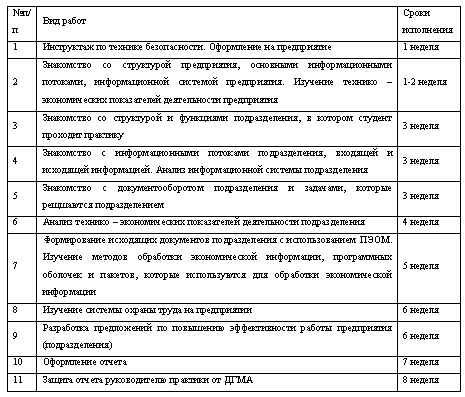 №п/п Вид работ Сроки исполнения
1 Инструктаж по технике безопасности. Оформление на предприятие 1 неделя
2 Знакомство со структурой предприятия, основными информационными
потоками, информационной системой предприятия. Изучение технико – 1-2 неделя
экономических показателей деятельности предприятия
3 Знакомство со структурой и функциями подразделения, в котором студент 3 неделя
проходит практику
4 Знакомство с информационными потоками подразделения, входящей и 3 неделя
исходящей информацией. Анализ информационной системы подразделения
5 Знакомство с документооборотом подразделения и задачами, которые 3 неделя
решшаются подразделением
6 Анализ технико – экономических показателей деятельности подразделения 4 неделя
7 Формирование исходящих документов подразделения с использованием ПЭОМ.
Изучение методов обработки экономической информации, программных 5 неделя
оболочек и пакетов, которые используются для обработки экономической
информации
8 Изучение системы охраны труда на предприятии 6 неделя
9 Разработка предложений по повышению эффективности работы предприятия 6 неделя
(подразделения)
10 Оформление отчета 7 неделя
11 Защита отчета руководителю практики от ДГМА 8 неделя